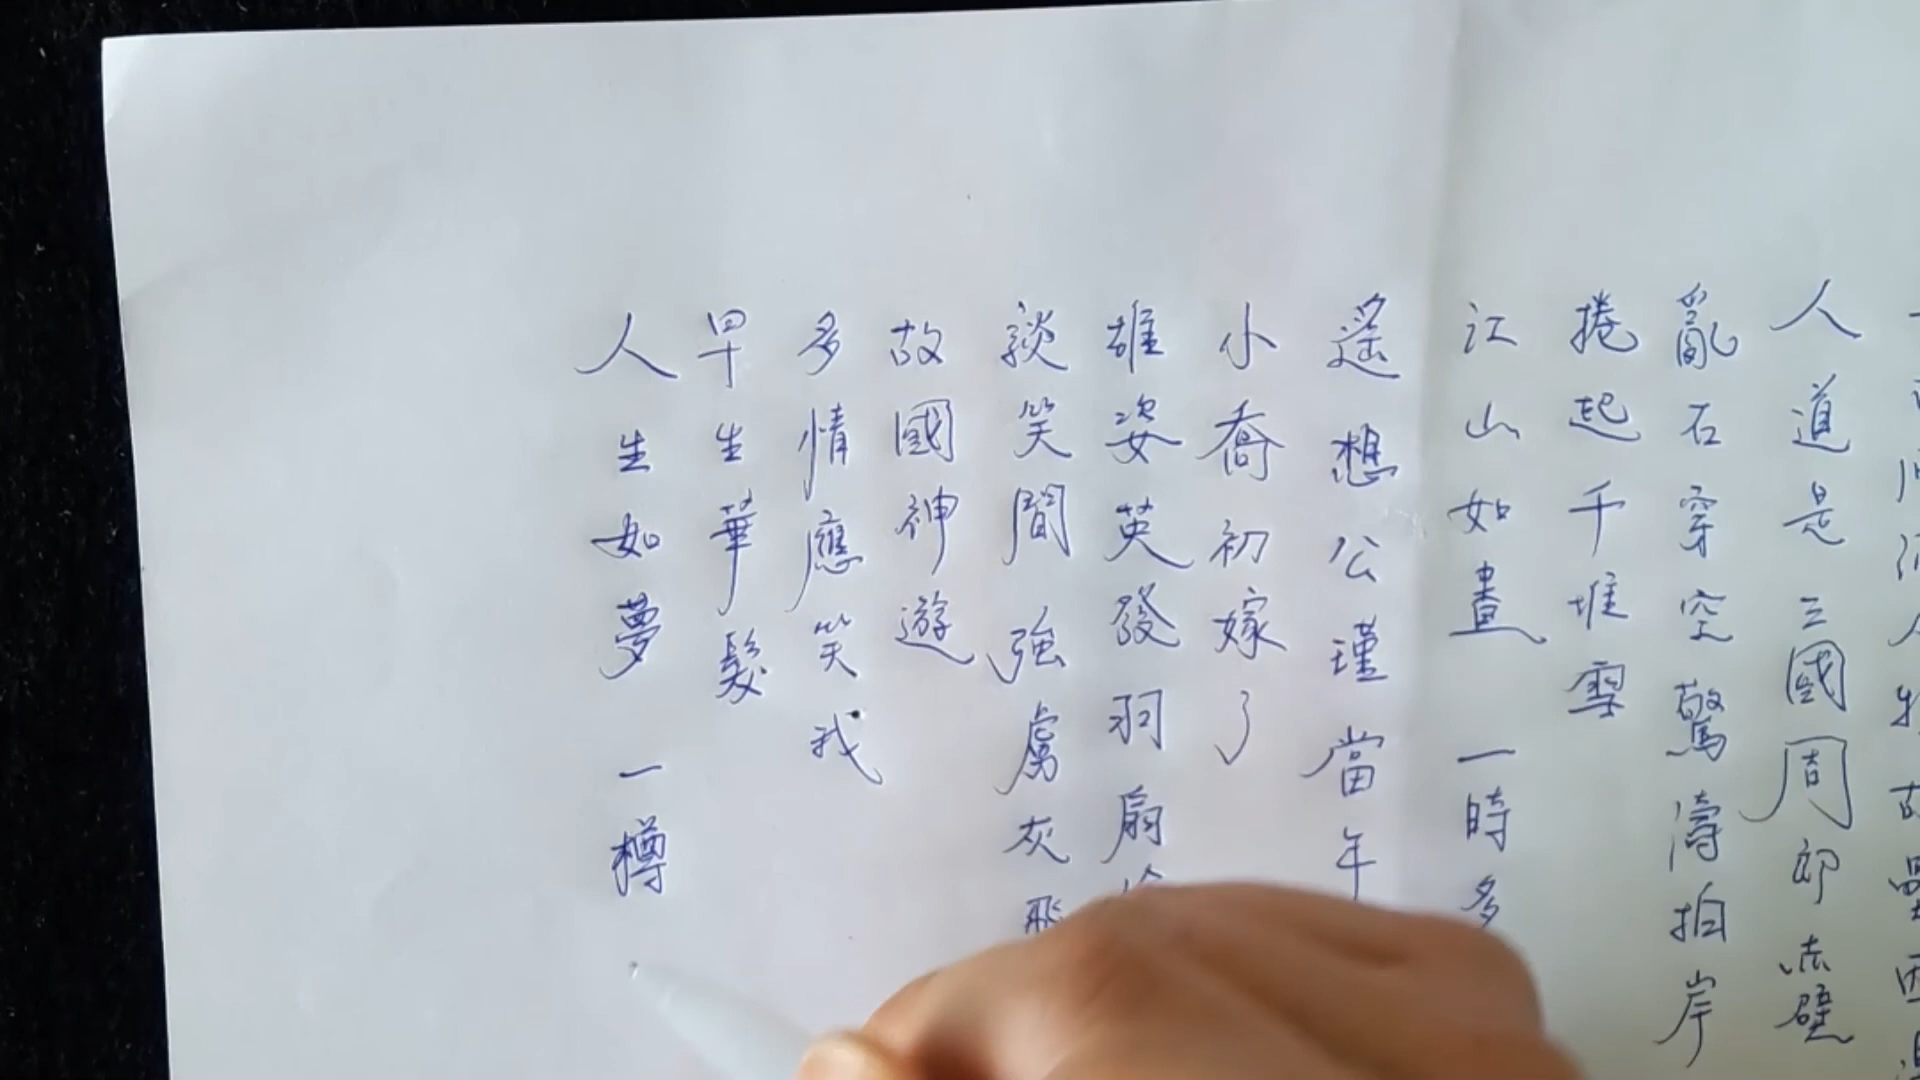 人道是三國周郎赤壁
亂石穿空驚濤拍岸
捲起千堆雪
江山如畫 一時多
遙想公瑾當年
小喬初嫁了
雄姿英發羽扇
談笑間 強虜灰飛
故國神遊
多情應笑我
早生華髮
人生如夢 一樽